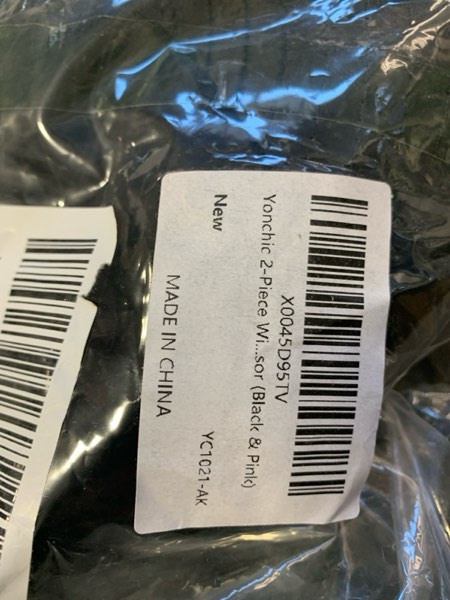 X0045D95TV
Yonchic 2-Piece Wi...sor (Black & Pink)
New
YC1021-AK
MADE IN CHINA